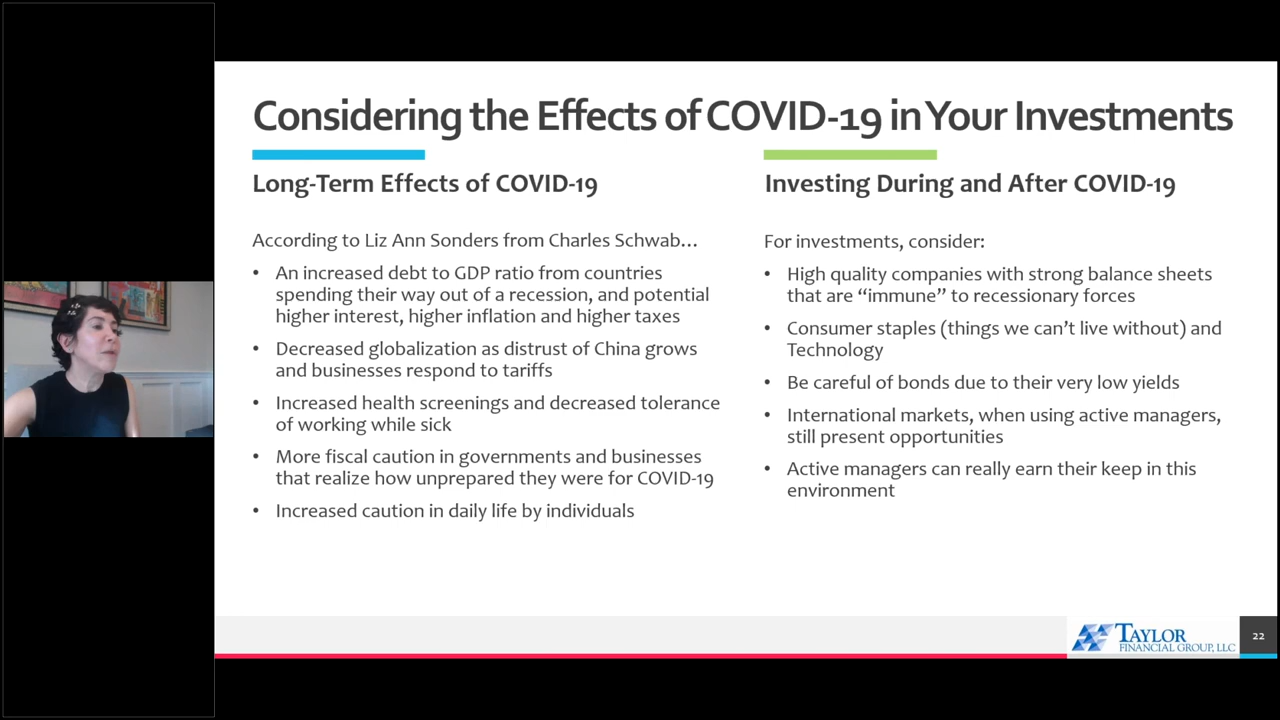 Considering the Effects of COVID-19 in Your Investments
Long-Term Effects of COVID-19
According to Liz Ann Sonders from Charles Schwab…
• An increased debt to GDP ratio from countries
spending their way out of a recession, and potential
higher interest, higher inflation and higher taxes
• Decreased globalization as distrust of China grows
and businesses respond to tariffs
• Increased health screenings and decreased tolerance
of working while sick
• More fiscal caution in governments and businesses
that realize how unprepared they were for COVID-19
• Increased caution in daily life by individuals
Investing During and After COVID-19
For investments, consider:
• High quality companies with strong balance sheets
that are “immune” to recessionary forces
• Consumer staples (things we can’t live without) and
Technology
• Be careful of bonds due to their very low yields
• International markets, when using active managers,
still present opportunities
• Active managers can really earn their keep in this
environment
TAYLOR
FINANCIAL GROUP, LLC
22